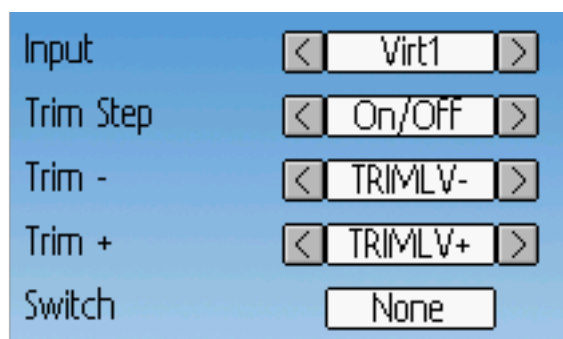 Input < Virt1 >
Trim Step < On/Off >
Trim - < TRIMLV- >
Trim + < TRIMLV+ >
Switch None